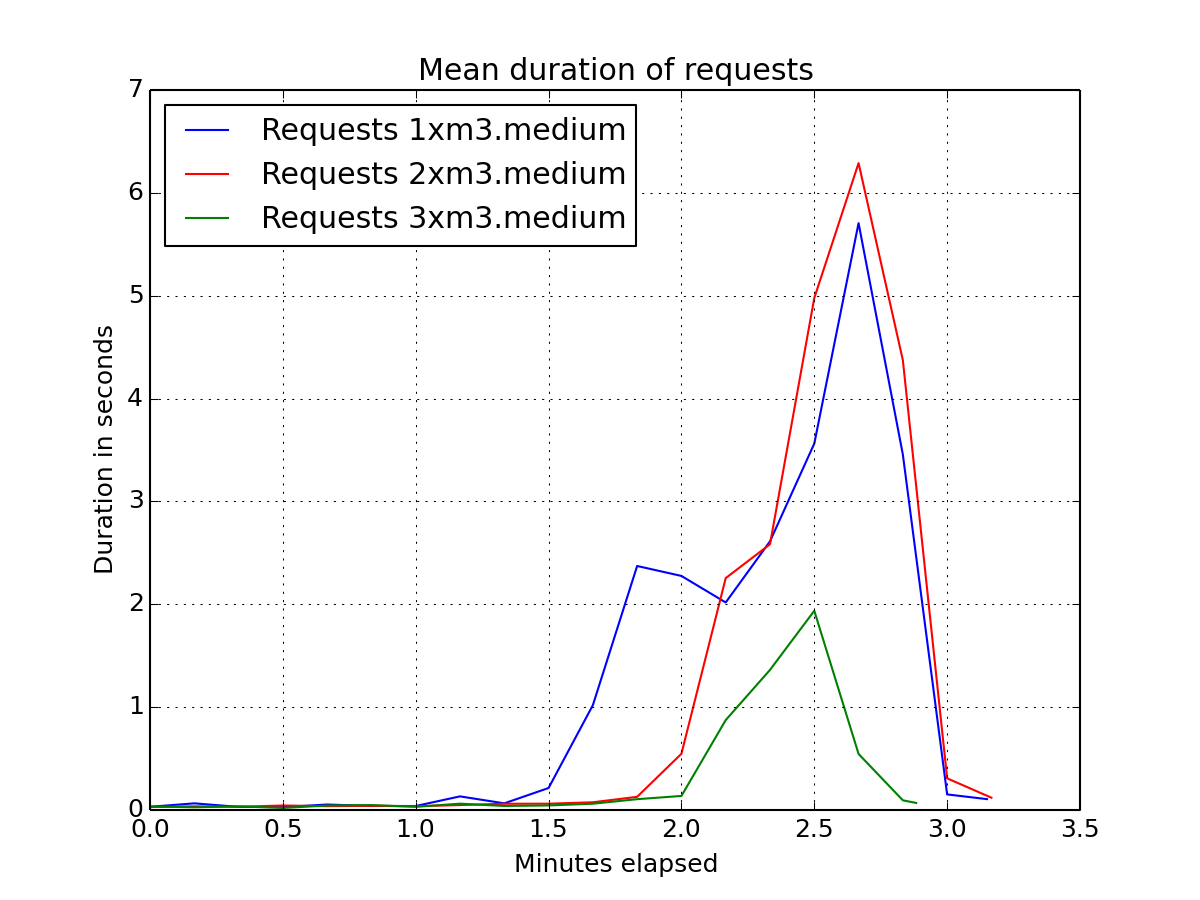 Mean duration of requests
7
6
5
4
3
2
1
0
Requests 1xm3.medium
Requests 2xm3.medium
Requests 3xm3.medium
Duration in seconds
0.0 0.5 1.0 1.5 2.0 2.5 3.0 3.5
Minutes elapsed